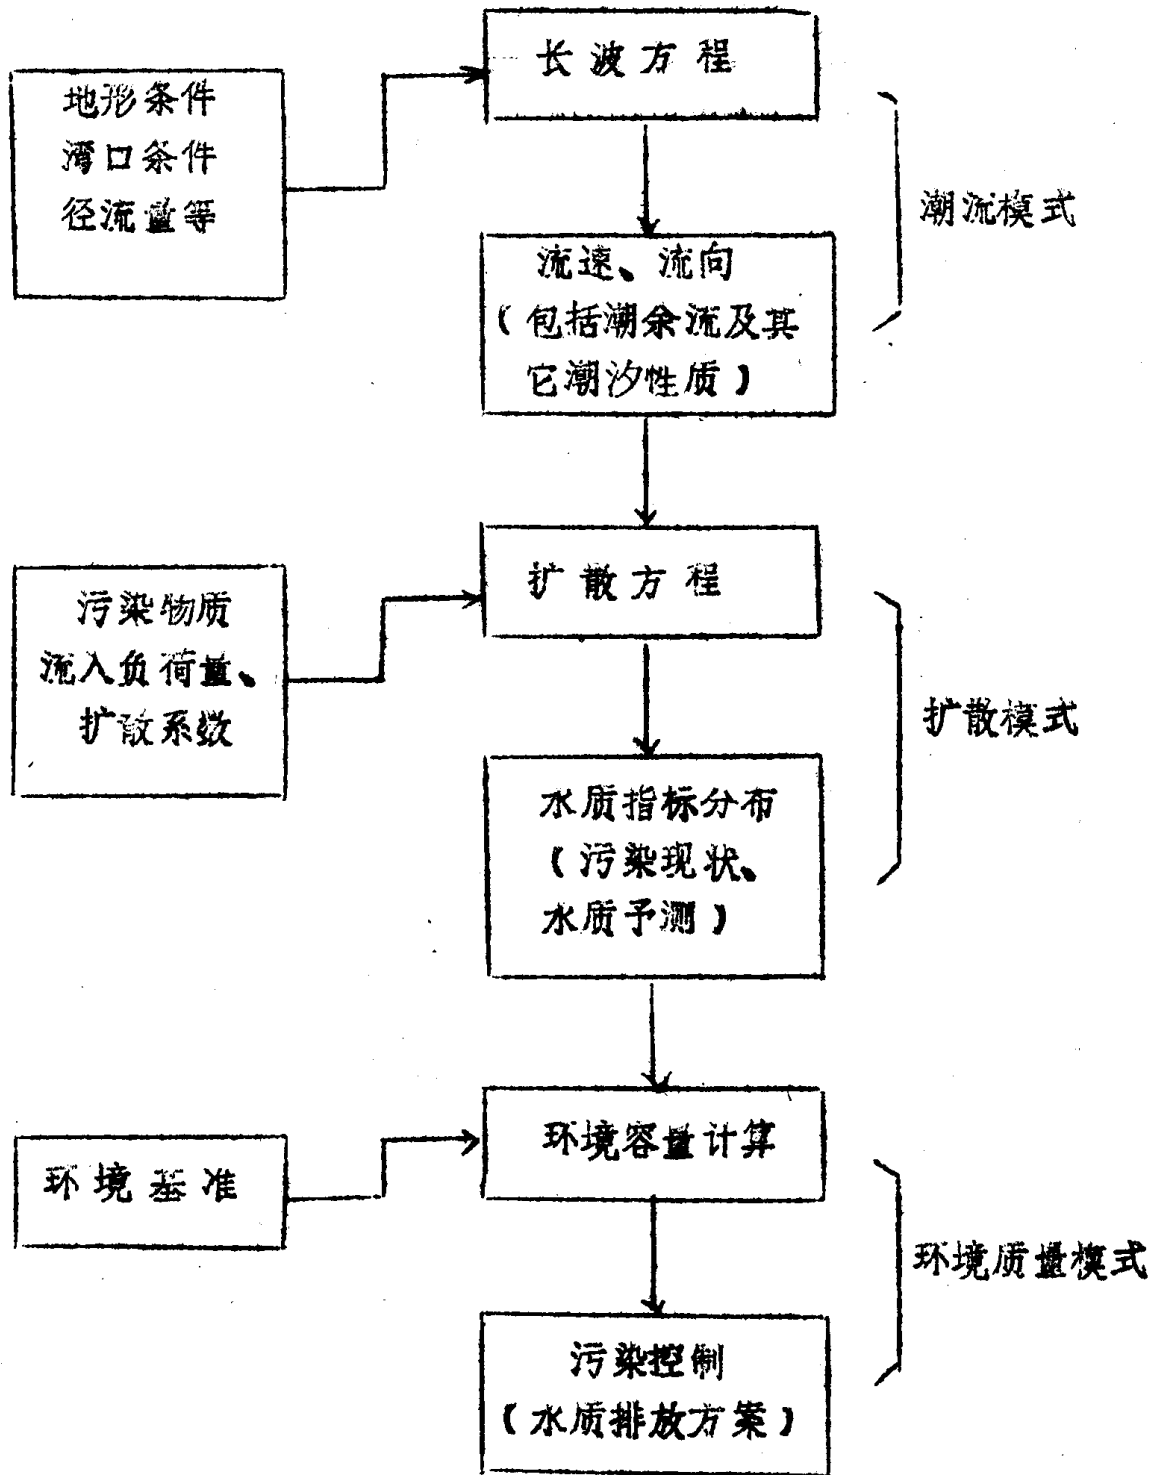 长波方程
地形条件
湾口条件
径流量等
潮流模式
流速、流向
(包括潮余流及其
它潮汐性质)
扩散方程
污染物质
流入负荷量、
扩散系数
扩散模式
水质指标分布
(污染现状、
水质予测)
环境容量计算
环境基准
环境质量模式
污染控制
(水质排放方案)